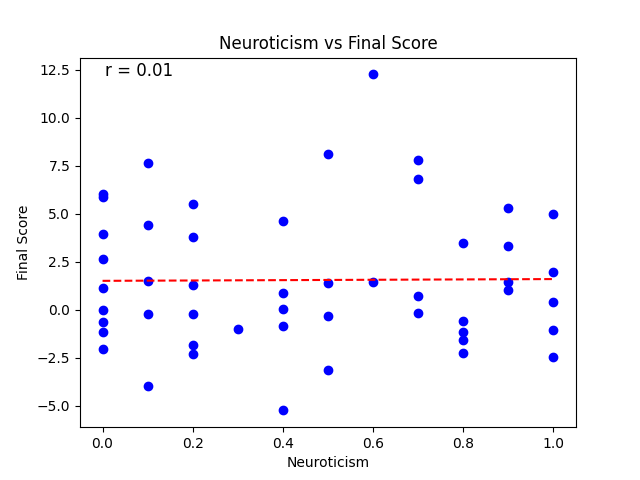 Neuroticism vs Final Score
r = 0.01
12.5
10.0
7.5
5.0
2.5
0.0
−2.5
−5.0
Final Score
0.0 0.2 0.4 0.6 0.8 1.0
Neuroticism